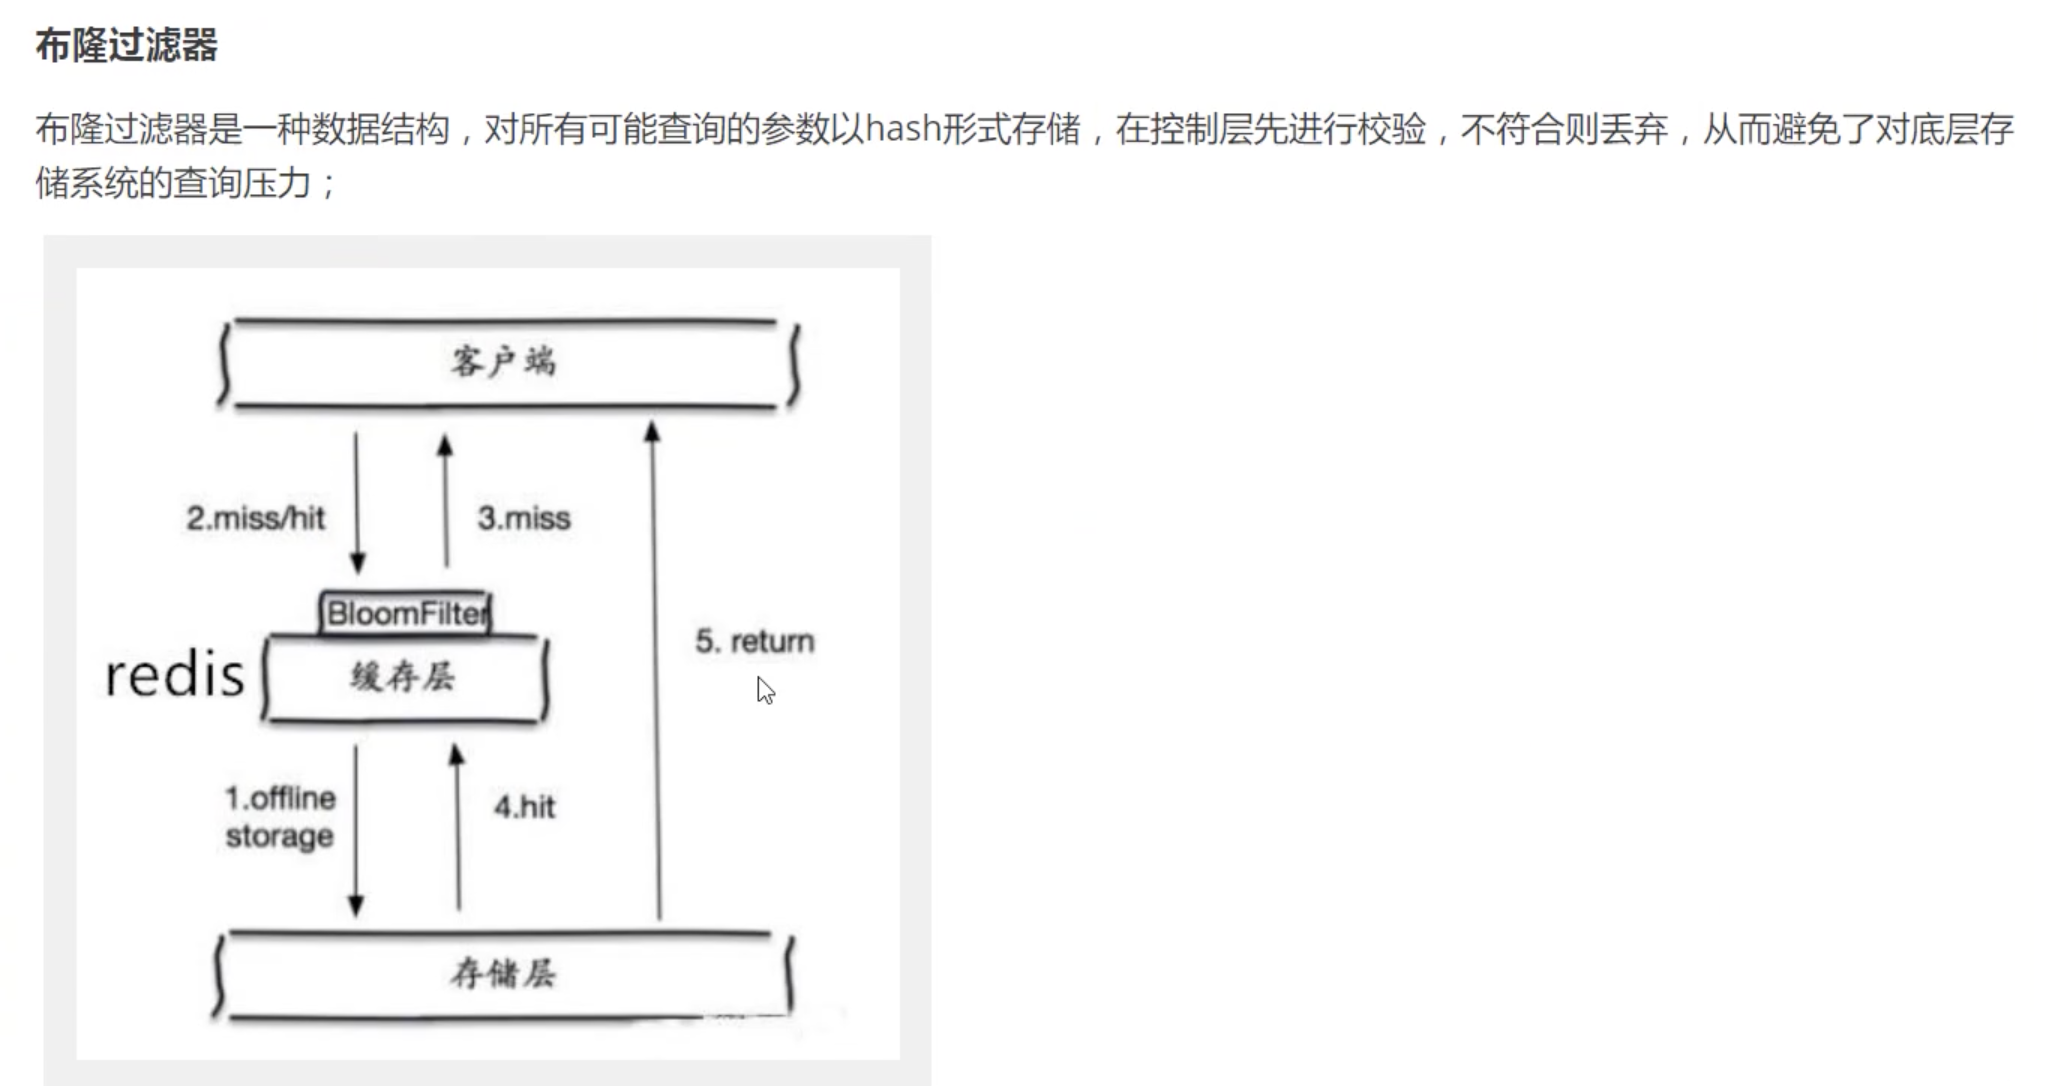 布隆过滤器
布隆过滤器是一种数据结构，对所有可能查询的参数以hash形式存储，在控制层先进行校验，不符合则丢弃，从而避免了对底层存
储系统的查询压力；
客户端
2.miss/hit
3.miss
BloomFilter
5. return
redis
缓存层
1.offline
storage
4.hit
存储层